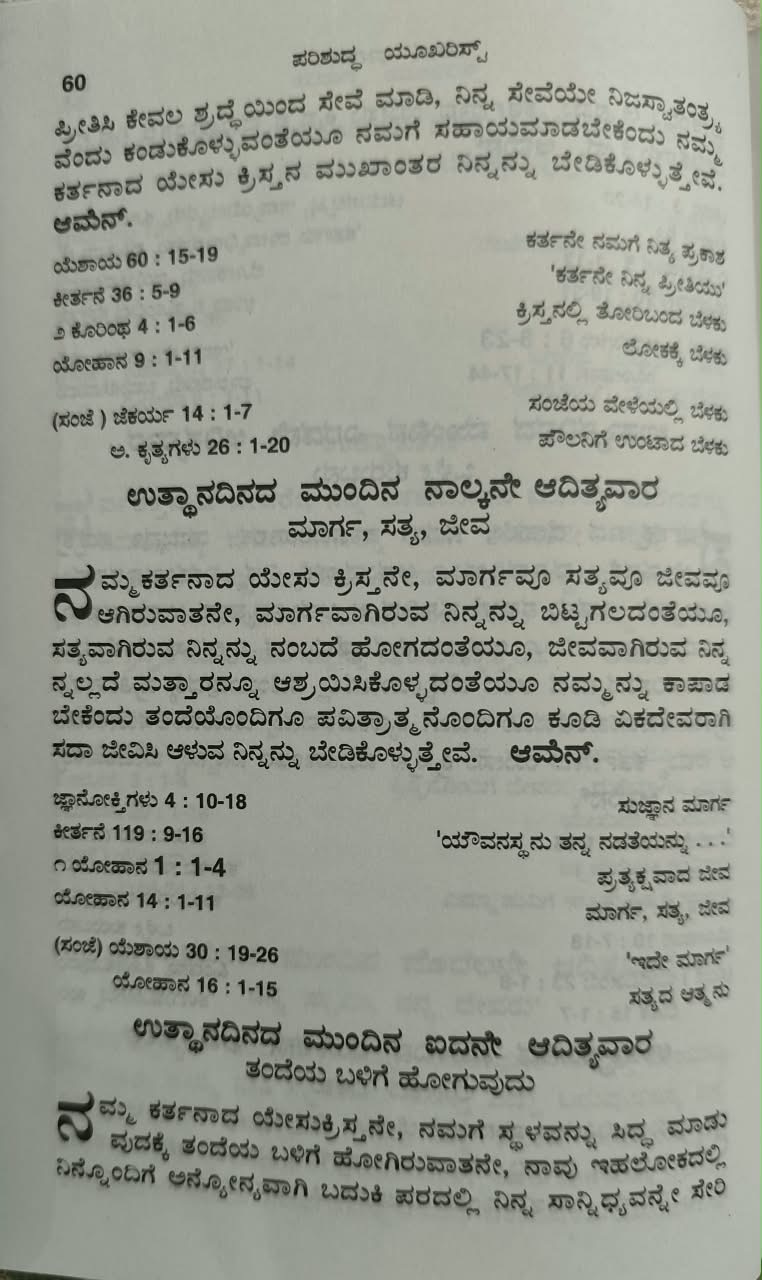 60 ಪರಿಶುದ್ಧ ಯೂಖರಿಸ್ಟ್
ಪ್ರೀತಿಸಿ ಕೇವಲ ಶ್ರದ್ಧೆಯಿಂದ ಸೇವೆ ಮಾಡಿ, ನಿನ್ನ ಸೇವೆಯೇ ನಿಜಸ್ವಾತಂತ್ರ್ಯ
ವೆಂದು ಕಂಡುಕೊಳ್ಳುವಂತೆಯೂ ನಮಗೆ ಸಹಾಯಮಾಡಬೇಕೆಂದು ನಮ್ಮ
ಕರ್ತನಾದ ಯೇಸು ಕ್ರಿಸ್ತನ ಮುಖಾಂತರ ನಿನ್ನನ್ನು ಬೇಡಿಕೊಳ್ಳುತ್ತೇವೆ.
ಆಮೆನ್.
ಯೆಶಾಯ 60 : 15-19 ಕರ್ತನೇ ನಮಗೆ ನಿತ್ಯ ಪ್ರಕಾಶ
ಕೀರ್ತನೆ 36 : 5-9 'ಕರ್ತನೇ ನಿನ್ನ ಪ್ರೀತಿಯು'
೨ ಕೊರಿಂಥ 4 : 1-6 ಕ್ರಿಸ್ತನಲ್ಲಿ ತೋರಿಬಂದ ಬೆಳಕು
ಯೋಹಾನ 9 : 1-11 ಲೋಕಕ್ಕೆ ಬೆಳಕು
(ಸಂಜೆ ) ಜೆಕರ್ಯ 14 : 1-7 ಸಂಜೆಯ ವೇಳೆಯಲ್ಲಿ ಬೆಳಕು
ಅ. ಕೃತ್ಯಗಳು 26 : 1-20 ಪೌಲನಿಗೆ ಉಂಟಾದ ಬೆಳಕು
ಉತ್ಥಾನದಿನದ ಮುಂದಿನ ನಾಲ್ಕನೇ ಆದಿತ್ಯವಾರ
ಮಾರ್ಗ, ಸತ್ಯ, ಜೀವ
ನಮ್ಮಕರ್ತನಾದ ಯೇಸು ಕ್ರಿಸ್ತನೇ, ಮಾರ್ಗವೂ ಸತ್ಯವೂ ಜೀವವೂ
ಆಗಿರುವಾತನೇ, ಮಾರ್ಗವಾಗಿರುವ ನಿನ್ನನ್ನು ಬಿಟ್ಟಗಲದಂತೆಯೂ,
ಸತ್ಯವಾಗಿರುವ ನಿನ್ನನ್ನು ನಂಬದೆ ಹೋಗದಂತೆಯೂ, ಜೀವವಾಗಿರುವ ನಿನ್ನ
ನ್ನಲ್ಲದೆ ಮತ್ತಾರನ್ನೂ ಆಶ್ರಯಿಸಿಕೊಳ್ಳದಂತೆಯೂ ನಮ್ಮನ್ನು ಕಾಪಾಡ
ಬೇಕೆಂದು ತಂದೆಯೊಂದಿಗೂ ಪವಿತ್ರಾತ್ಮನೊಂದಿಗೂ ಕೂಡಿ ಏಕದೇವರಾಗಿ
ಸದಾ ಜೀವಿಸಿ ಆಳುವ ನಿನ್ನನ್ನು ಬೇಡಿಕೊಳ್ಳುತ್ತೇವೆ. ಆಮೆನ್.
ಜ್ಞಾನೋಕ್ತಿಗಳು 4 : 10-18 ಸುಜ್ಞಾನ ಮಾರ್ಗ
ಕೀರ್ತನೆ 119 : 9-16 'ಯೌವನಸ್ಥನು ತನ್ನ ನಡತೆಯನ್ನು ...'
೧ ಯೋಹಾನ 1 : 1-4 ಪ್ರತ್ಯಕ್ಷವಾದ ಜೀವ
ಯೋಹಾನ 14 : 1-11 ಮಾರ್ಗ, ಸತ್ಯ, ಜೀವ
(ಸಂಜೆ) ಯೆಶಾಯ 30 : 19-26 'ಇದೇ ಮಾರ್ಗ'
ಯೋಹಾನ 16 : 1-15 ಸತ್ಯದ ಆತ್ಮನು
ಉತ್ಥಾನದಿನದ ಮುಂದಿನ ಐದನೇ ಆದಿತ್ಯವಾರ
ತಂದೆಯ ಬಳಿಗೆ ಹೋಗುವುದು
ನಮ್ಮ ಕರ್ತನಾದ ಯೇಸುಕ್ರಿಸ್ತನೇ, ನಮಗೆ ಸ್ಥಳವನ್ನು ಸಿದ್ಧ ಮಾಡು
ವುದಕ್ಕೆ ತಂದೆಯ ಬಳಿಗೆ ಹೋಗಿರುವಾತನೇ, ನಾವು ಇಹಲೋಕದಲ್ಲಿ
ನಿನ್ನೊಂದಿಗೆ ಅನ್ಯೋನ್ಯವಾಗಿ ಬದುಕಿ ಪರದಲ್ಲಿ ನಿನ್ನ ಸಾನ್ನಿಧ್ಯವನ್ನೇ ಸೇರಿ